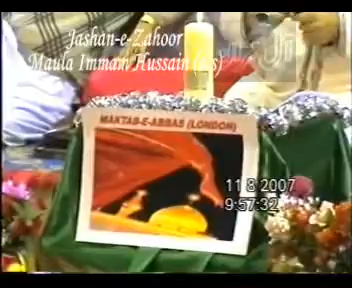 Jashan-e-Zahoor
Maula Immam Hussain (as)
MAKTAB-E-ABBAS (LONDON)
11 8 2007
9:57:32